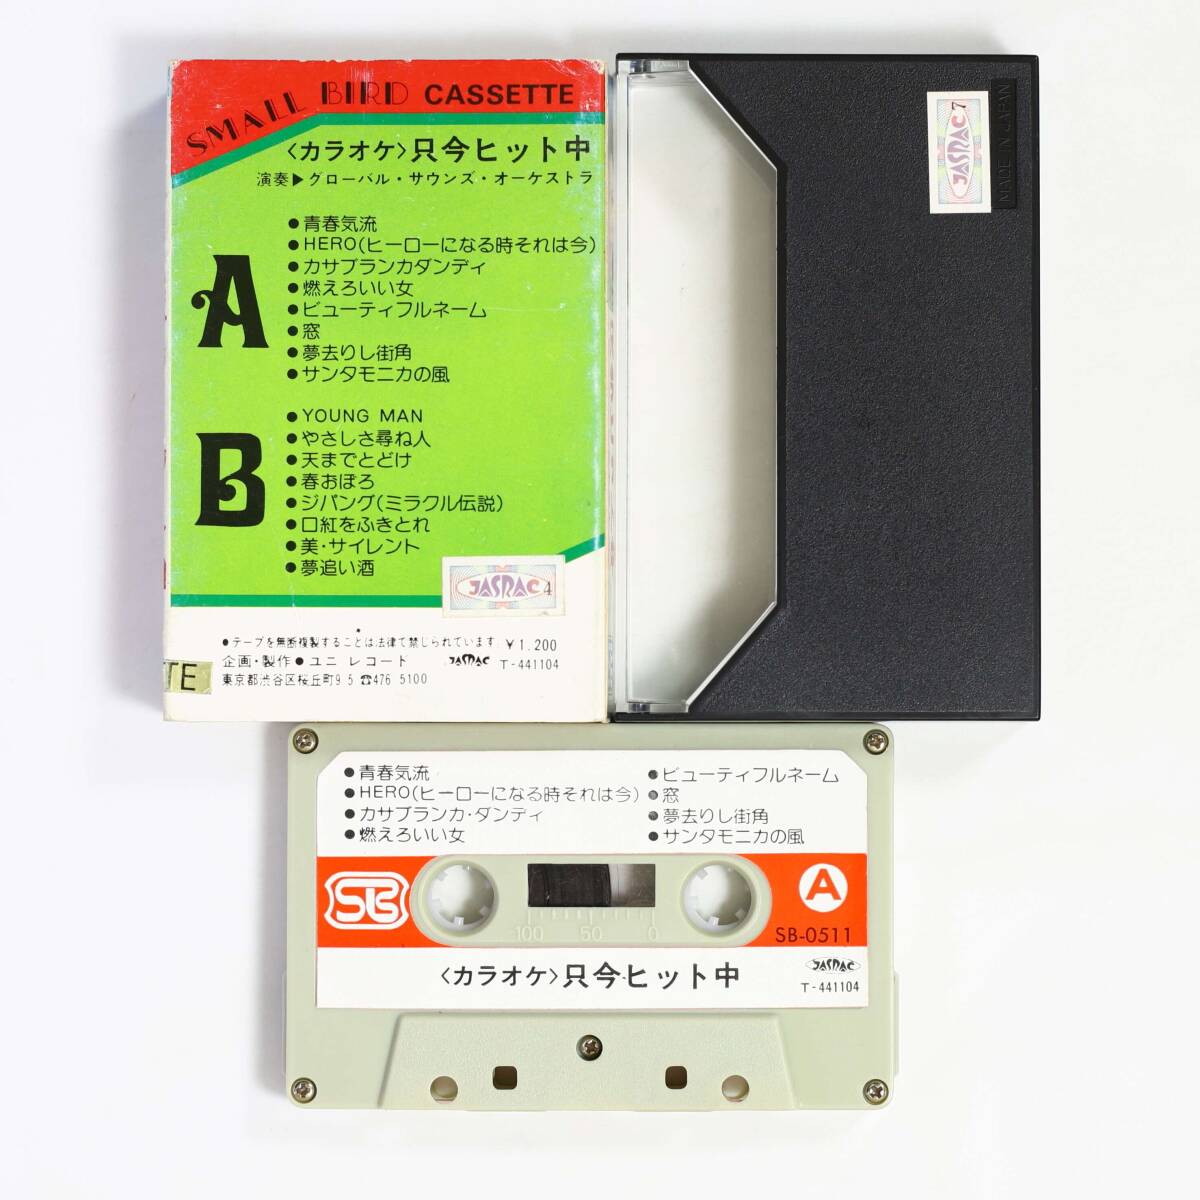 SMALL BIRD CASSETTE
〈カラオケ〉只今ヒット中
演奏▶グローバル・サウンズ・オーケストラ
A
●青春気流
●HERO(ヒーローになる時それは今)
●カサブランカダンディ
●燃えろいい女
●ビューティフルネーム
●窓
●夢去りし街角
●サンタモニカの風
B
●YOUNG MAN
●やさしさ尋ね人
●天までとどけ
●春おぼろ
●ジパング(ミラクル伝説)
●口紅をふきとれ
●美・サイレント
●夢追い酒
JASRAC 4
●テープを無断複製することは法律で禁じられています. ¥1,200
企画・製作●ユニ レコード JASRAC T-441104
東京都渋谷区桜丘町9 5 ☎476 5100
TE
JASRAC 7
MADE IN JAPAN
●青春気流
●HERO(ヒーローになる時それは今)
●カサブランカ・ダンディ
●燃えろいい女
●ビューティフルネーム
●窓
●夢去りし街角
●サンタモニカの風
SB
A
100 50 0
SB-0511
〈カラオケ〉只今ヒット中
JASRAC
T-441104